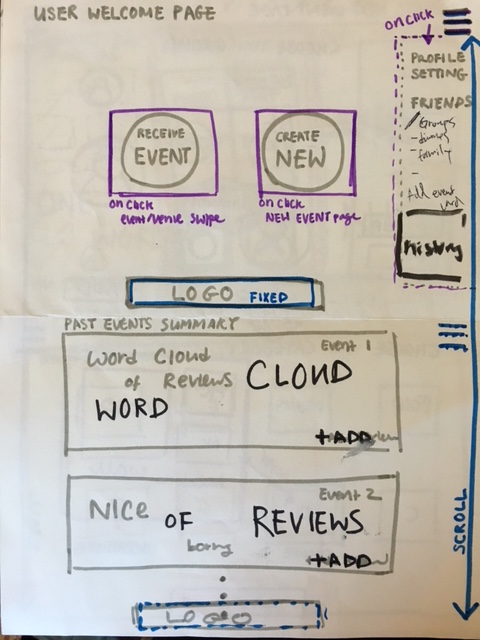 USER WELCOME PAGE
on click
PROFILE
SETTING
FRIENDS
Groups
- dinners
- family
-
Add event
History
RECEIVE
EVENT
CREATE
NEW
on click
event/venue swipe
on click
NEW EVENT page
LOGO FIXED
PAST EVENTS SUMMARY
Event 1
Word Cloud
of Reviews CLOUD
WORD
+ADD
Event 2
NICE OF REVIEWS
boring
+ADD
LOGO
SCROLL